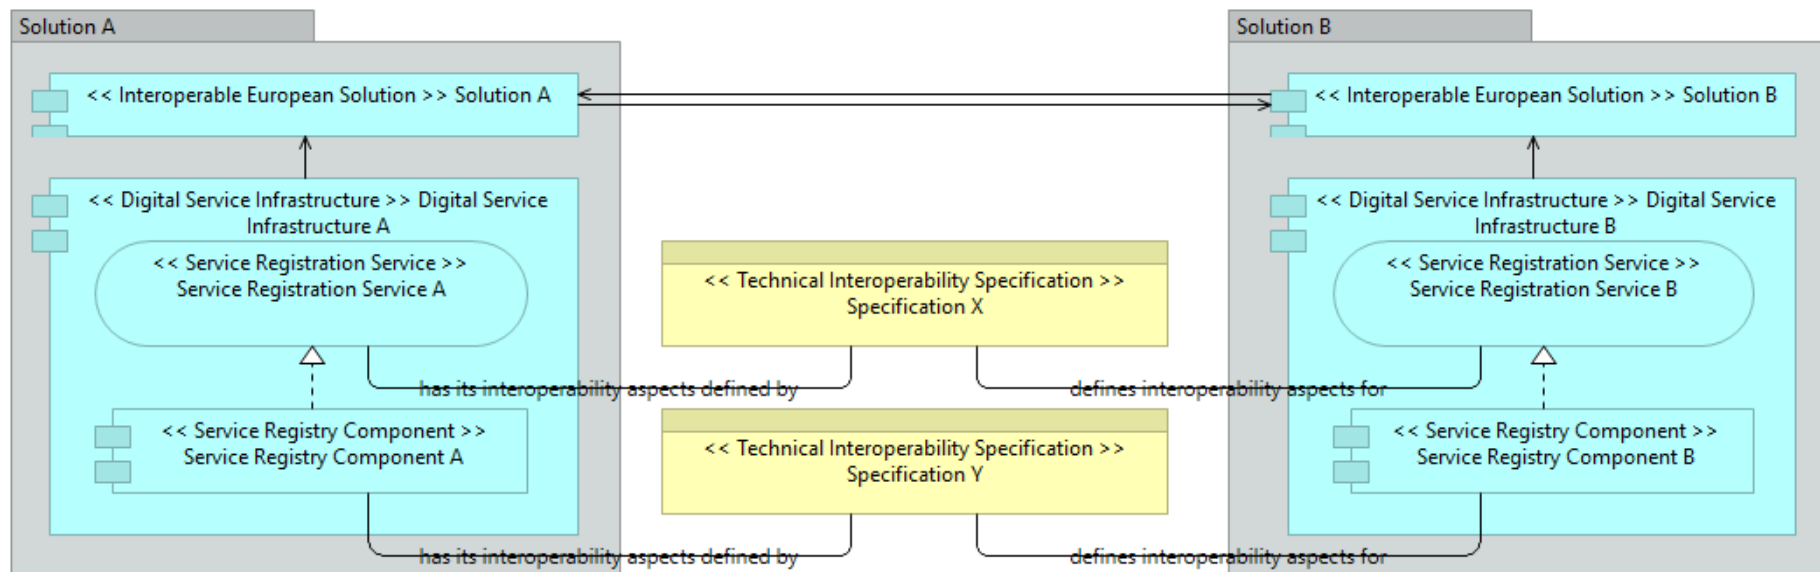 Solution A
Solution B
<< Interoperable European Solution >> Solution A
<< Interoperable European Solution >> Solution B
<< Digital Service Infrastructure >> Digital Service
Infrastructure A
<< Digital Service Infrastructure >> Digital Service
Infrastructure B
<< Service Registration Service >>
Service Registration Service A
<< Technical Interoperability Specification >>
Specification X
<< Service Registration Service >>
Service Registration Service B
has its interoperability aspects defined by
defines interoperability aspects for
<< Service Registry Component >>
Service Registry Component A
<< Technical Interoperability Specification >>
Specification Y
<< Service Registry Component >>
Service Registry Component B
has its interoperability aspects defined by
defines interoperability aspects for